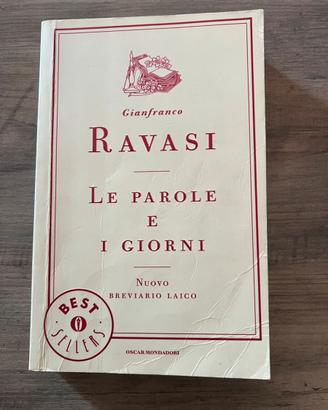 Gianfranco
RAVASI
LE PAROLE
E
I GIORNI
NUOVO
BREVIARIO LAICO
BEST
SELLERS
OSCAR MONDADORI